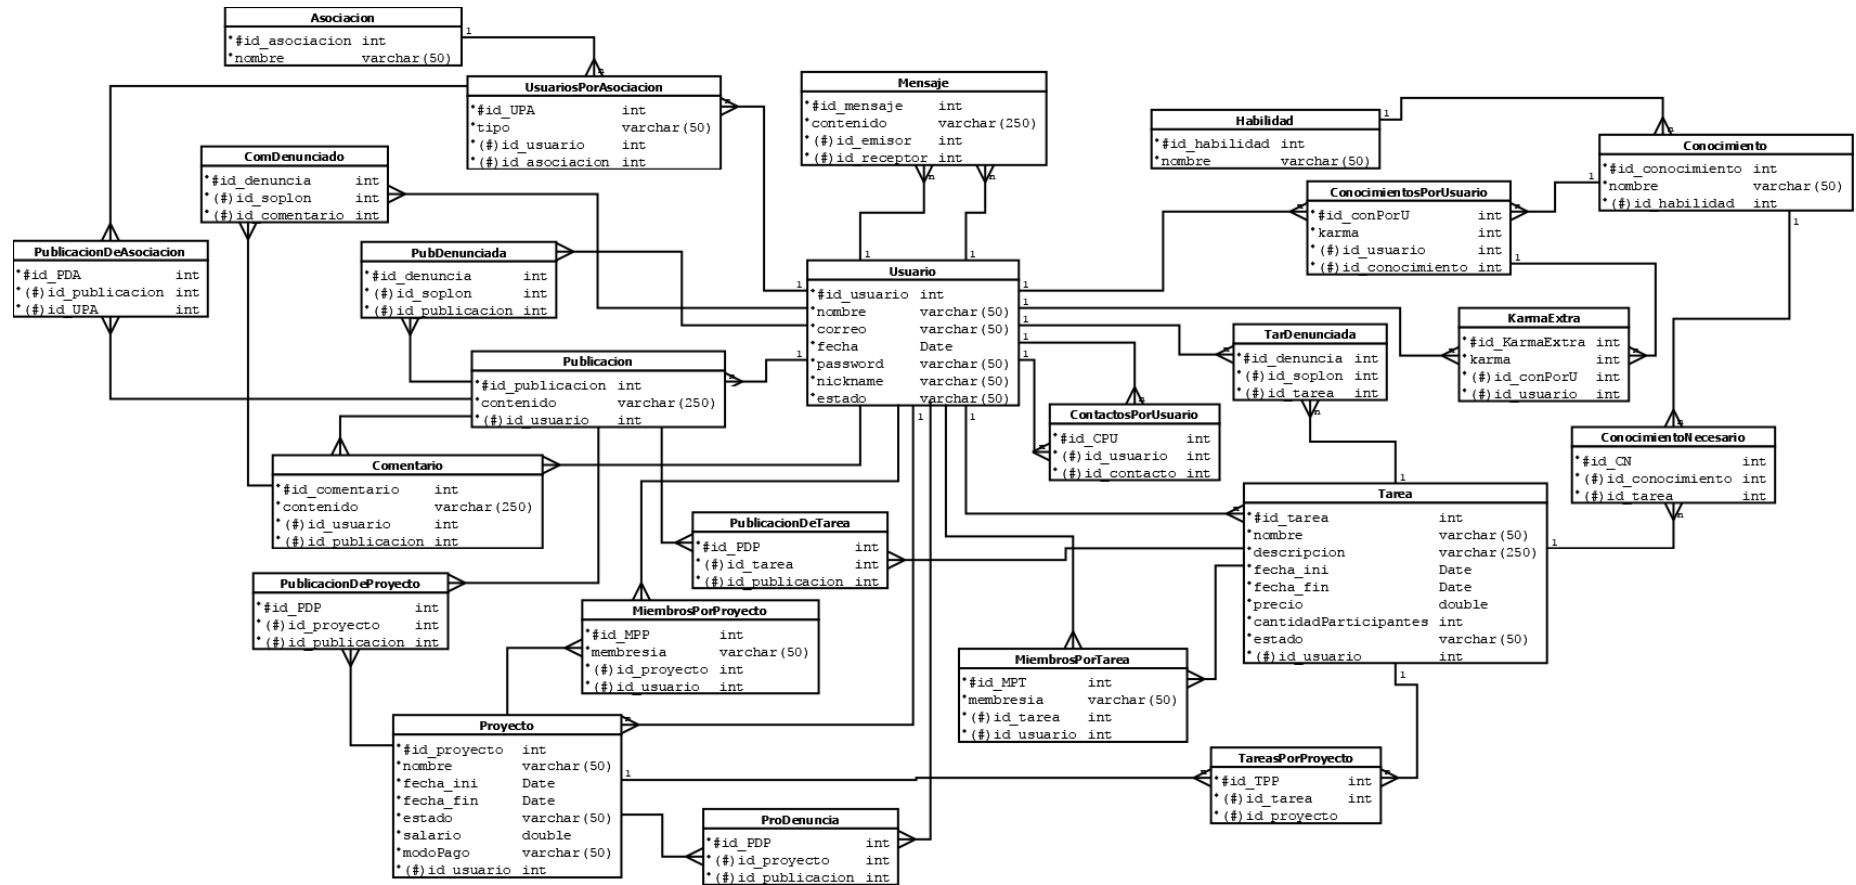 Asociacion
#id_asociacion int
nombre varchar(50)
UsuariosPorAsociacion
#id_UPA int
tipo varchar(50)
(#)id_usuario int
(#)id_asociacion int
Mensaje
#id_mensaje int
contenido varchar(250)
(#)id_emisor int
(#)id_receptor int
Habilidad
#id_habilidad int
nombre varchar(50)
Conocimiento
#id_conocimiento int
nombre varchar(50)
(#)id_habilidad int
ComDenunciado
#id_denuncia int
(#)id_soplon int
(#)id_comentario int
ConocimientosPorUsuario
#id_conPorU int
karma int
(#)id_usuario int
(#)id_conocimiento int
PublicacionDeAsociacion
#id_PDA int
(#)id_publicacion int
(#)id_UPA int
PubDenunciada
#id_denuncia int
(#)id_soplon int
(#)id_publicacion int
Usuario
#id_usuario int
nombre varchar(50)
correo varchar(50)
fecha Date
password varchar(50)
nickname varchar(50)
estado varchar(50)
TarDenunciada
#id_denuncia int
(#)id_soplon int
(#)id_tarea int
KarmaExtra
#id_KarmaExtra int
karma int
(#)id_conPorU int
(#)id_usuario int
Publicacion
#id_publicacion int
contenido varchar(250)
(#)id_usuario int
ContactosPorUsuario
#id_CPU int
(#)id_usuario int
(#)id_contacto int
ConocimientoNecesario
#id_CN int
(#)id_conocimiento int
(#)id_tarea int
Comentario
#id_comentario int
contenido varchar(250)
(#)id_usuario int
(#)id_publicacion int
PublicacionDeTarea
#id_PDP int
(#)id_tarea int
(#)id_publicacion int
Tarea
#id_tarea int
nombre varchar(50)
descripcion varchar(250)
fecha_ini Date
fecha_fin Date
precio double
cantidadParticipantes int
estado varchar(50)
(#)id_usuario int
PublicacionDeProyecto
#id_PDP int
(#)id_proyecto int
(#)id_publicacion int
MiembrosPorProyecto
#id_MPP int
membresia varchar(50)
(#)id_proyecto int
(#)id_usuario int
MiembrosPorTarea
#id_MPT int
membresia varchar(50)
(#)id_tarea int
(#)id_usuario int
Proyecto
#id_proyecto int
nombre varchar(50)
fecha_ini Date
fecha_fin Date
estado varchar(50)
salario double
modoPago varchar(50)
(#)id_usuario int
TareasPorProyecto
#id_TPP int
(#)id_tarea int
(#)id_proyecto
ProDenuncia
#id_PDP int
(#)id_proyecto int
(#)id_publicacion int